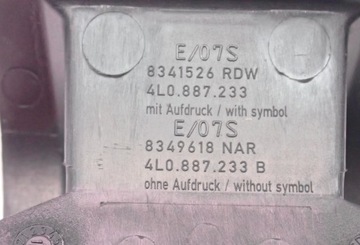 E/07S
8341526 RDW
4L0.887.233
mit Aufdruck / with symbol
E/07S
8349618 NAR
4L0.887.233 B
ohne Aufdruck / without symbol